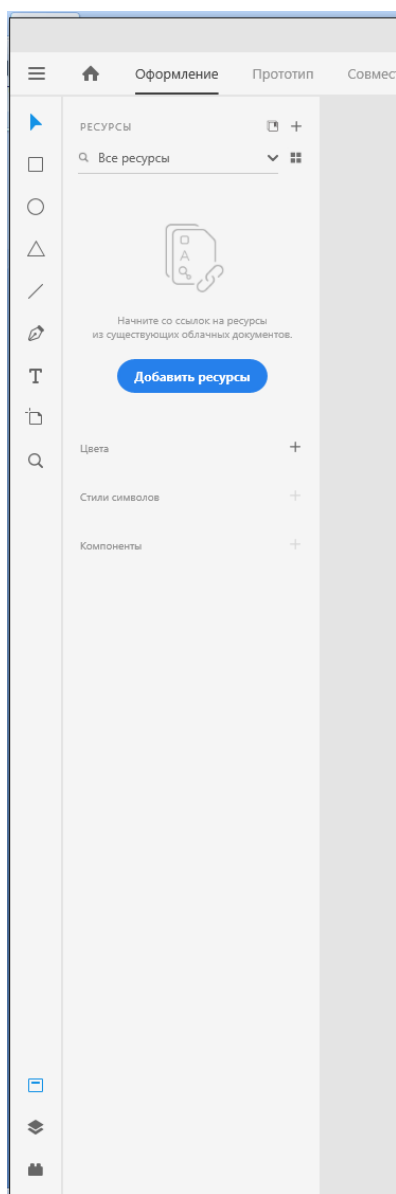 Оформление Прототип Совмес
РЕСУРСЫ
Все ресурсы
Начните со ссылок на ресурсы
из существующих облачных документов.
Добавить ресурсы
Цвета
Стили символов
Компоненты